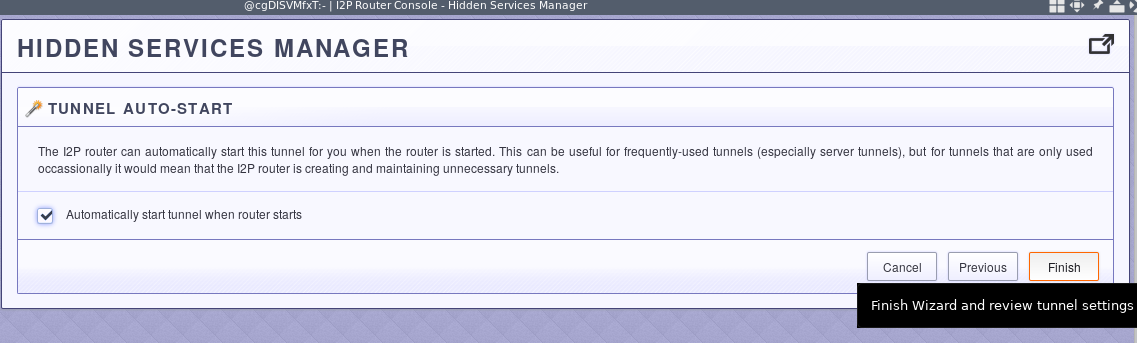 @cgDISVMfxT:- | I2P Router Console - Hidden Services Manager
HIDDEN SERVICES MANAGER
TUNNEL AUTO-START
The I2P router can automatically start this tunnel for you when the router is started. This can be useful for frequently-used tunnels (especially server tunnels), but for tunnels that are only used
occassionally it would mean that the I2P router is creating and maintaining unnecessary tunnels.
Automatically start tunnel when router starts
Cancel Previous Finish
Finish Wizard and review tunnel settings